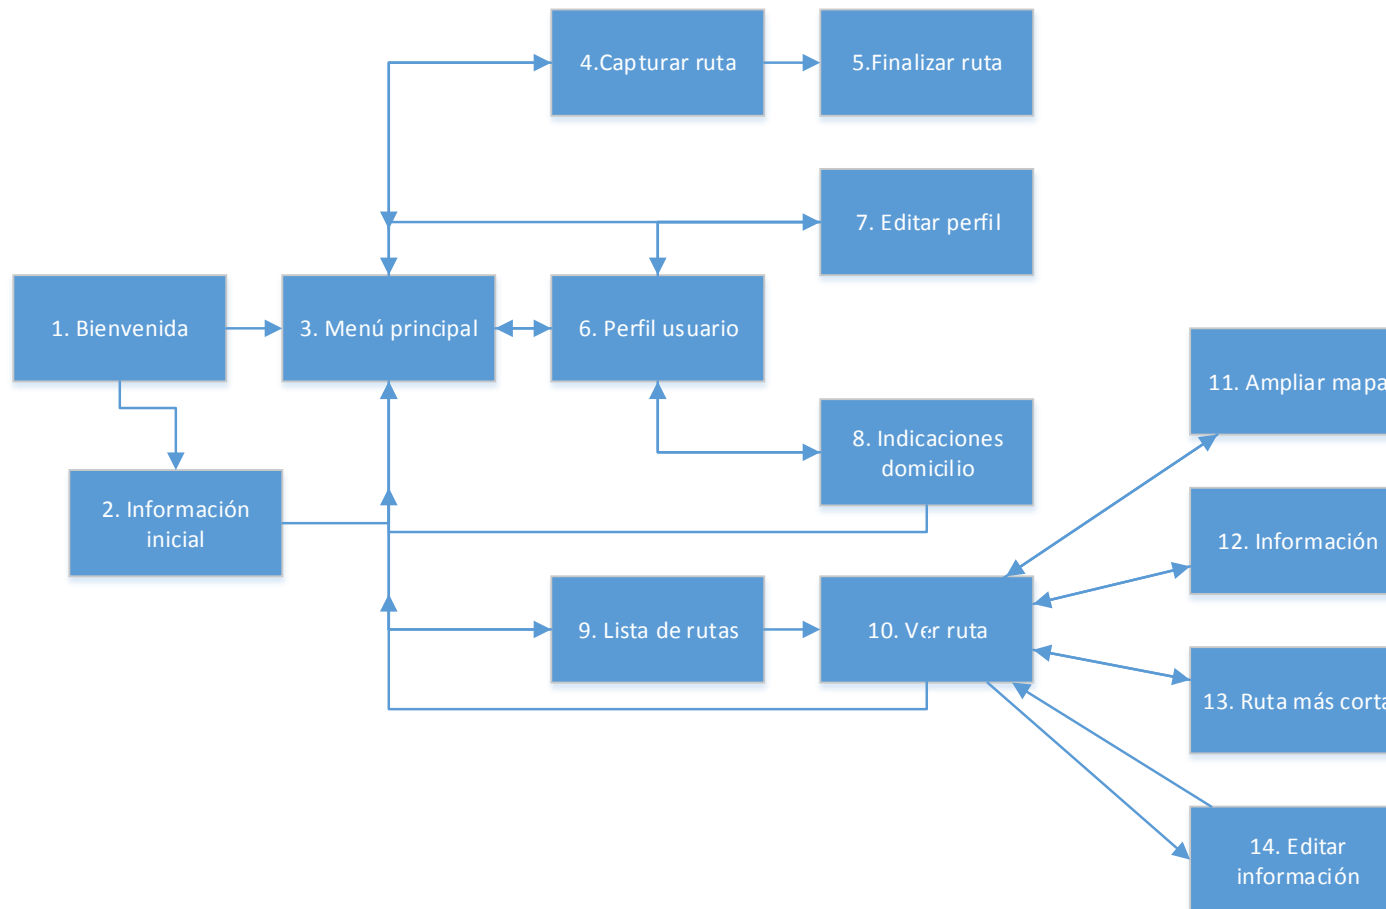 4.Capturar ruta
5.Finalizar ruta
7. Editar perfil
1. Bienvenida
3. Menú principal
6. Perfil usuario
11. Ampliar mapa
8. Indicaciones
domicilio
2. Información
inicial
12. Información
9. Lista de rutas
10. Ver ruta
13. Ruta más corta
14. Editar
información